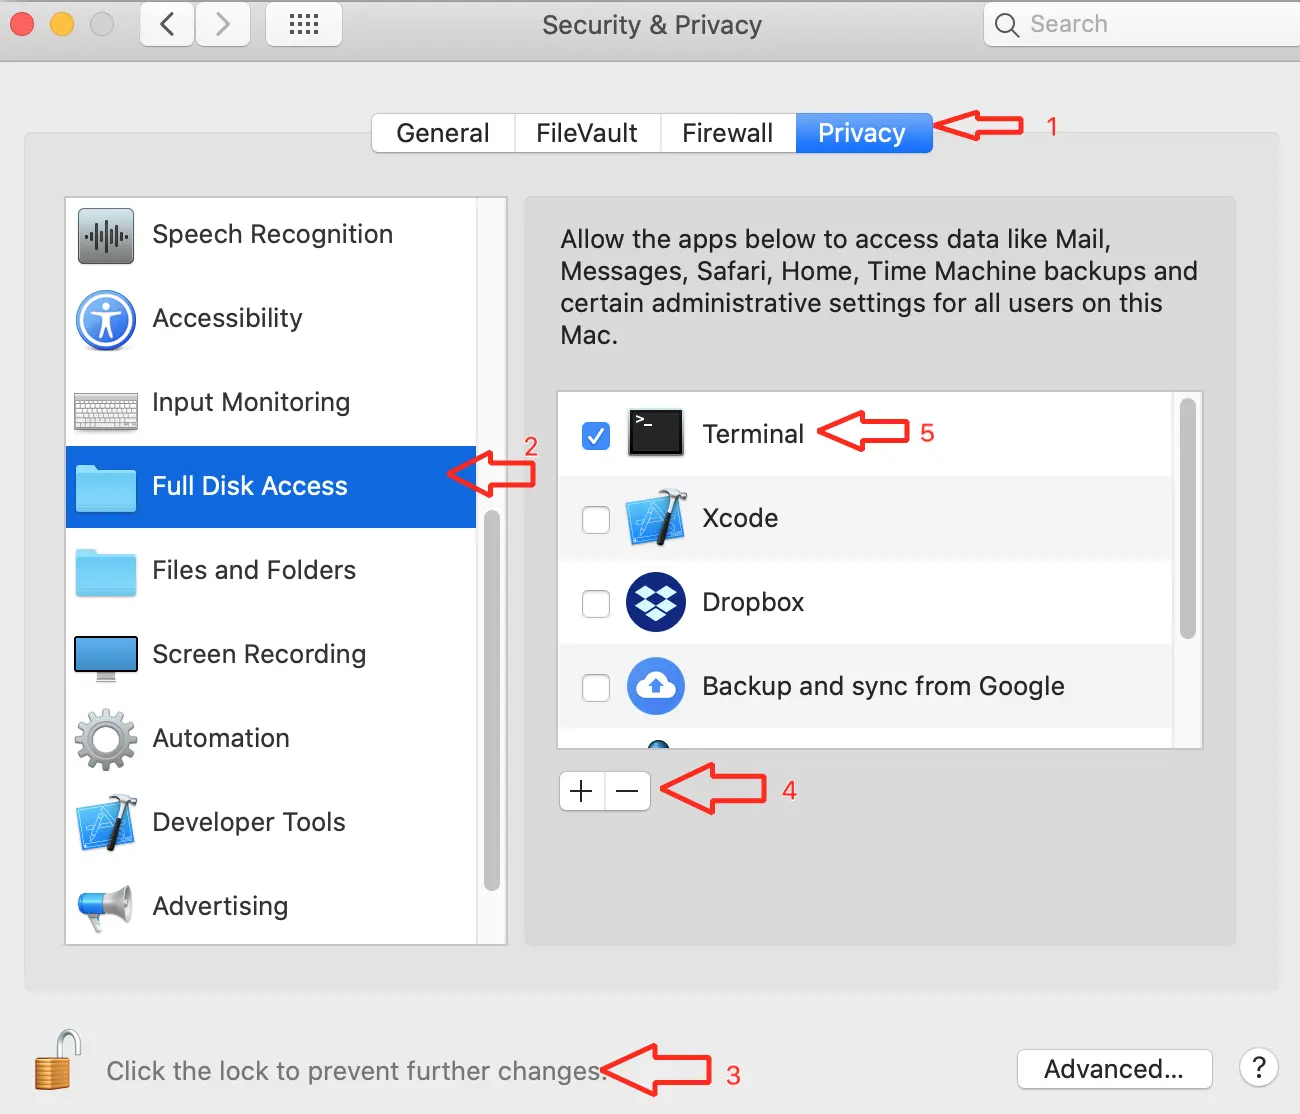 Security & Privacy
Search
General
FileVault
Firewall
Privacy
1
Speech Recognition
Accessibility
Input Monitoring
Full Disk Access
2
Files and Folders
Screen Recording
Automation
Developer Tools
Advertising
Allow the apps below to access data like Mail,
Messages, Safari, Home, Time Machine backups and
certain administrative settings for all users on this
Mac.
>_
Terminal
5
Xcode
Dropbox
Backup and sync from Google
+
−
4
Click the lock to prevent further changes.
3
Advanced...
?